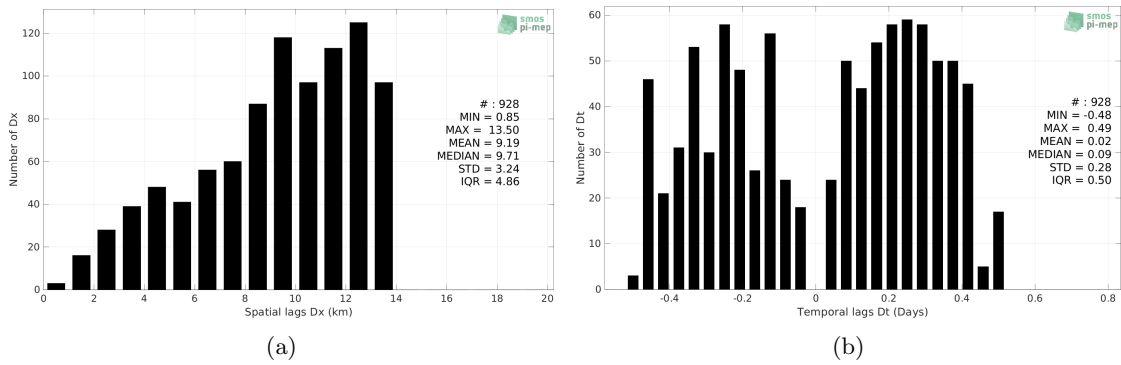 smos
pi-mep
120
100
80
60
40
20
0
Number of Dx
# : 928
MIN = 0.85
MAX = 13.50
MEAN = 9.19
MEDIAN = 9.71
STD = 3.24
IQR = 4.86
0 2 4 6 8 10 12 14 16 18 20
Spatial lags Dx (km)
(a)
smos
pi-mep
60
50
40
30
20
10
0
Number of Dt
# : 928
MIN = -0.48
MAX = 0.49
MEAN = 0.02
MEDIAN = 0.09
STD = 0.28
IQR = 0.50
-0.4 -0.2 0 0.2 0.4 0.6 0.8
Temporal lags Dt (Days)
(b)